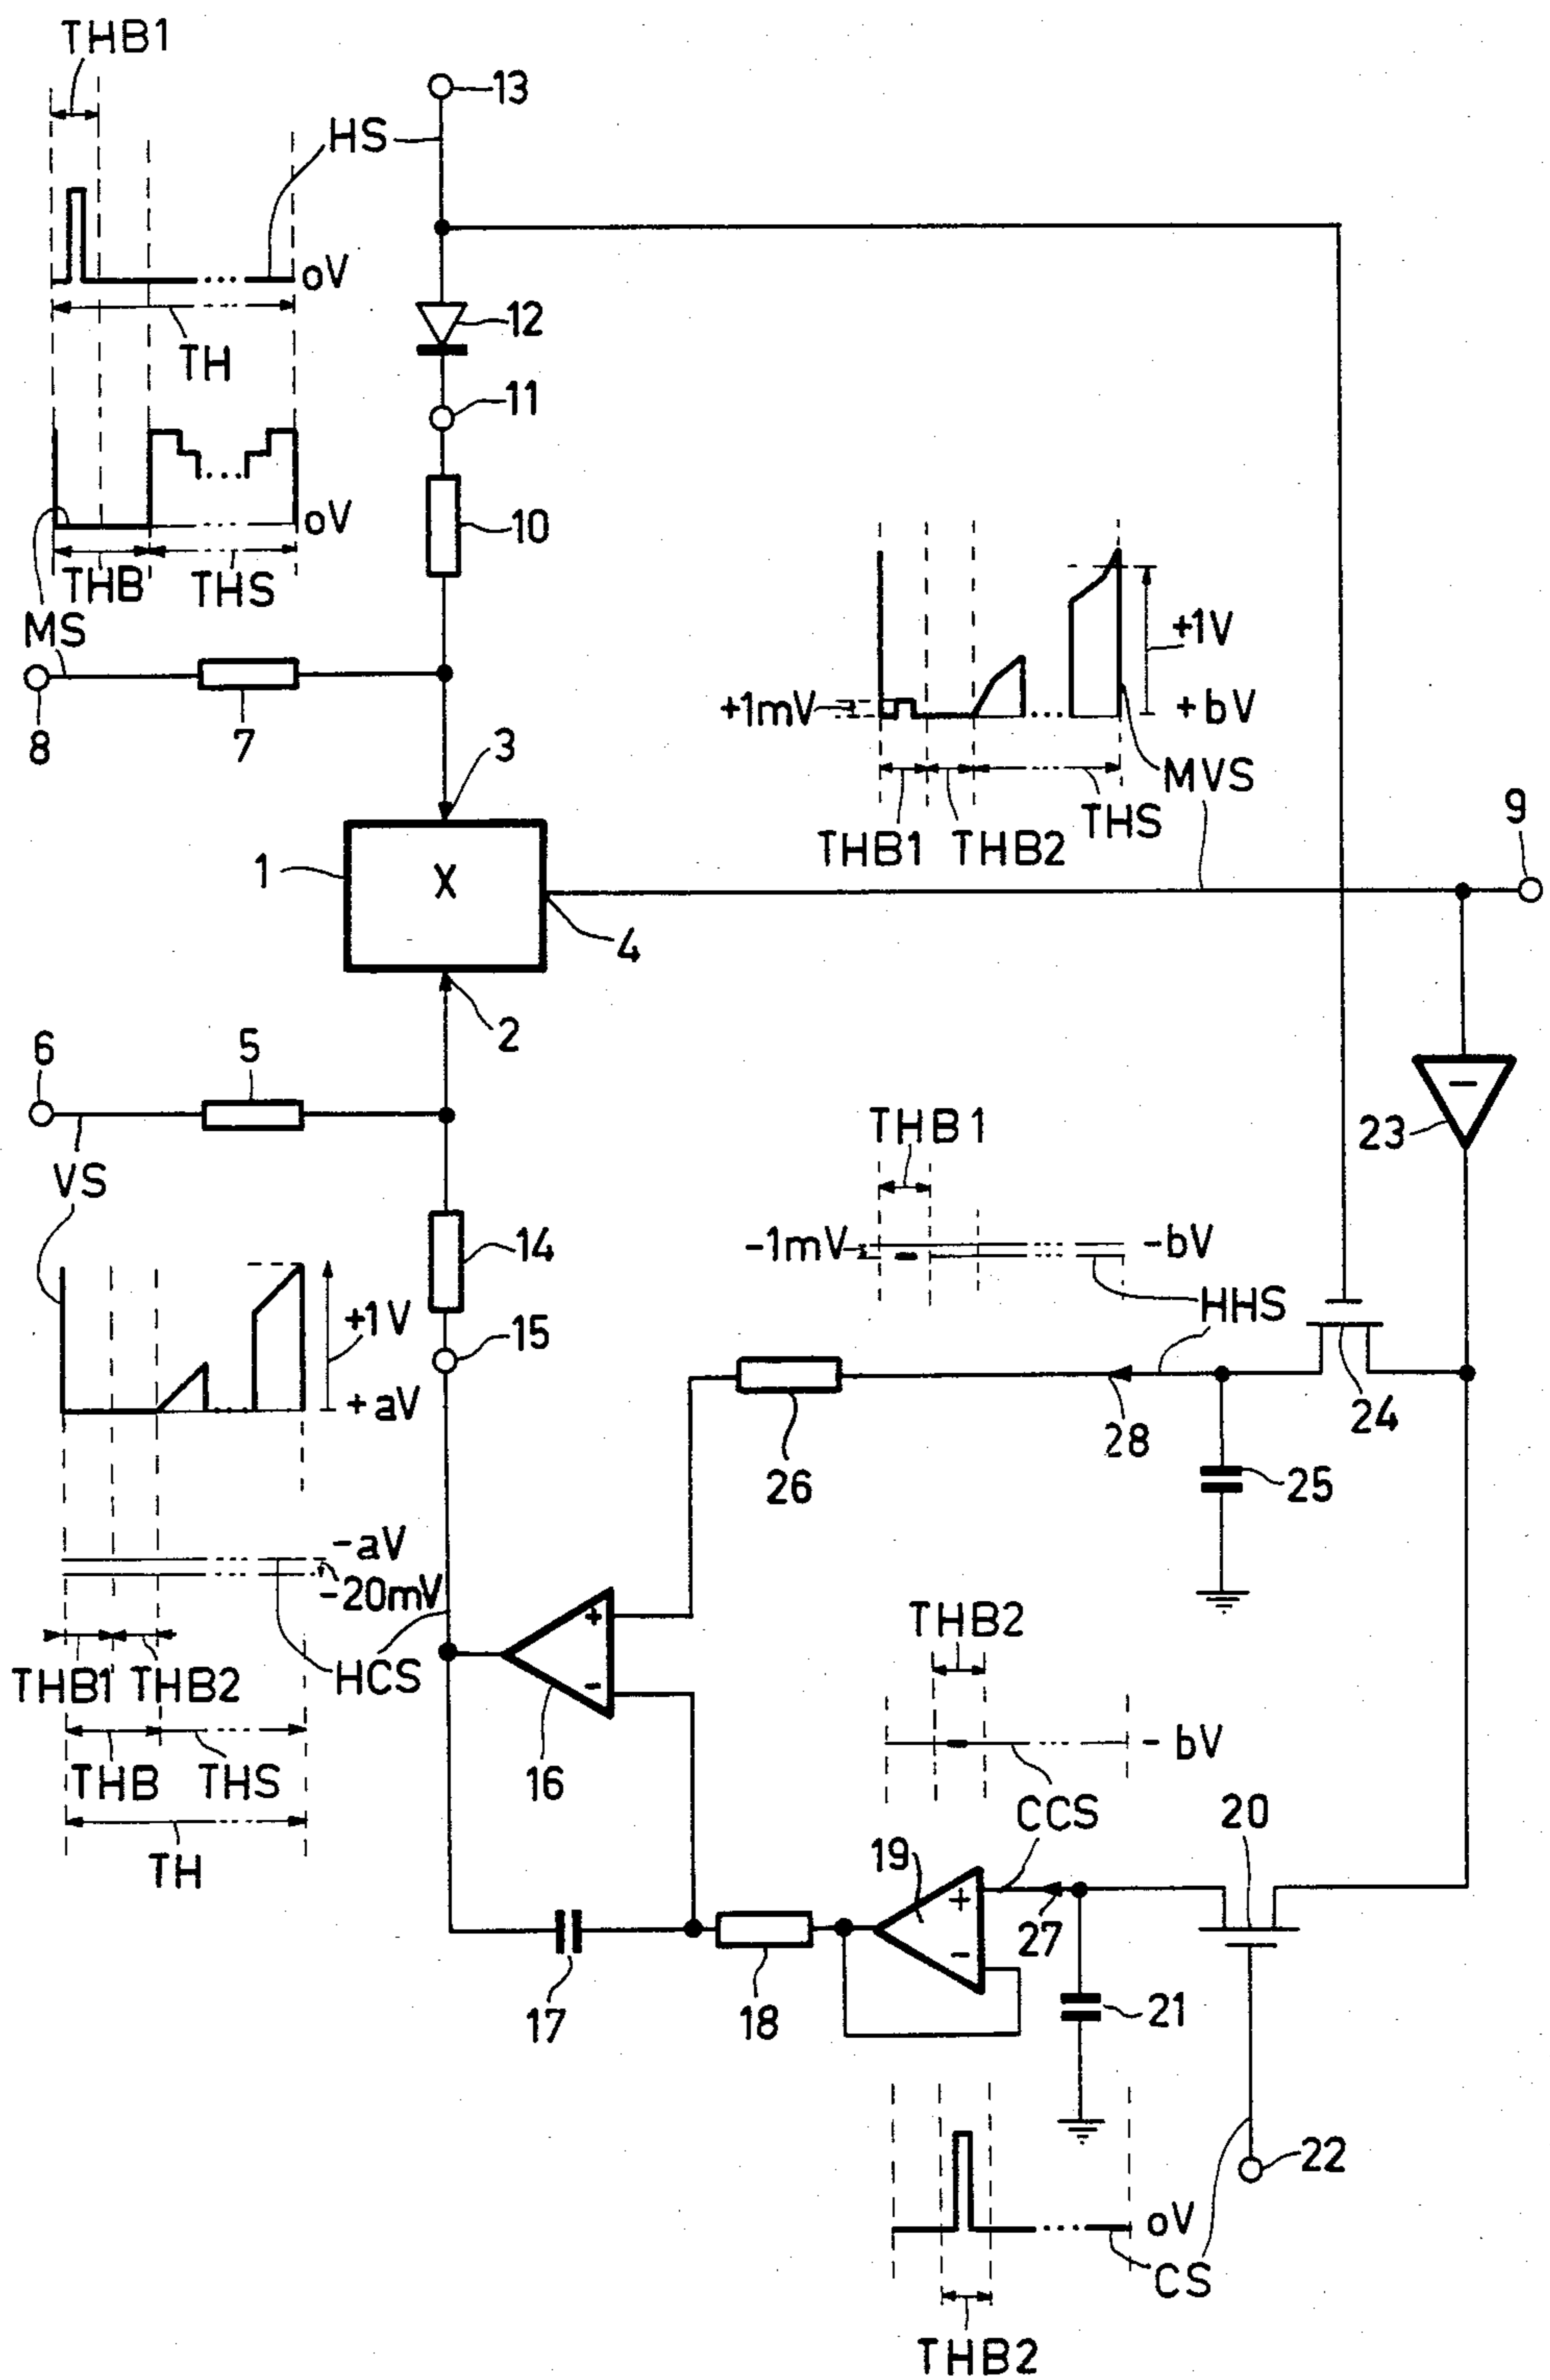 THB1
13
HS
oV
12
TH
11
10
oV
THB
THS
MS
8
7
3
+1V
+1mV
+bV
MVS
THB1
THB2
THS
9
1
X
4
2
6
5
VS
THB1
−
23
14
−1mV
−bV
HHS
+1V
15
+aV
24
26
28
25
−aV
−20mV
+
−
THB2
THB1
THB2
HCS
16
−bV
THB
THS
CCS
20
TH
19
+
−
27
17
18
21
22
oV
CS
THB2